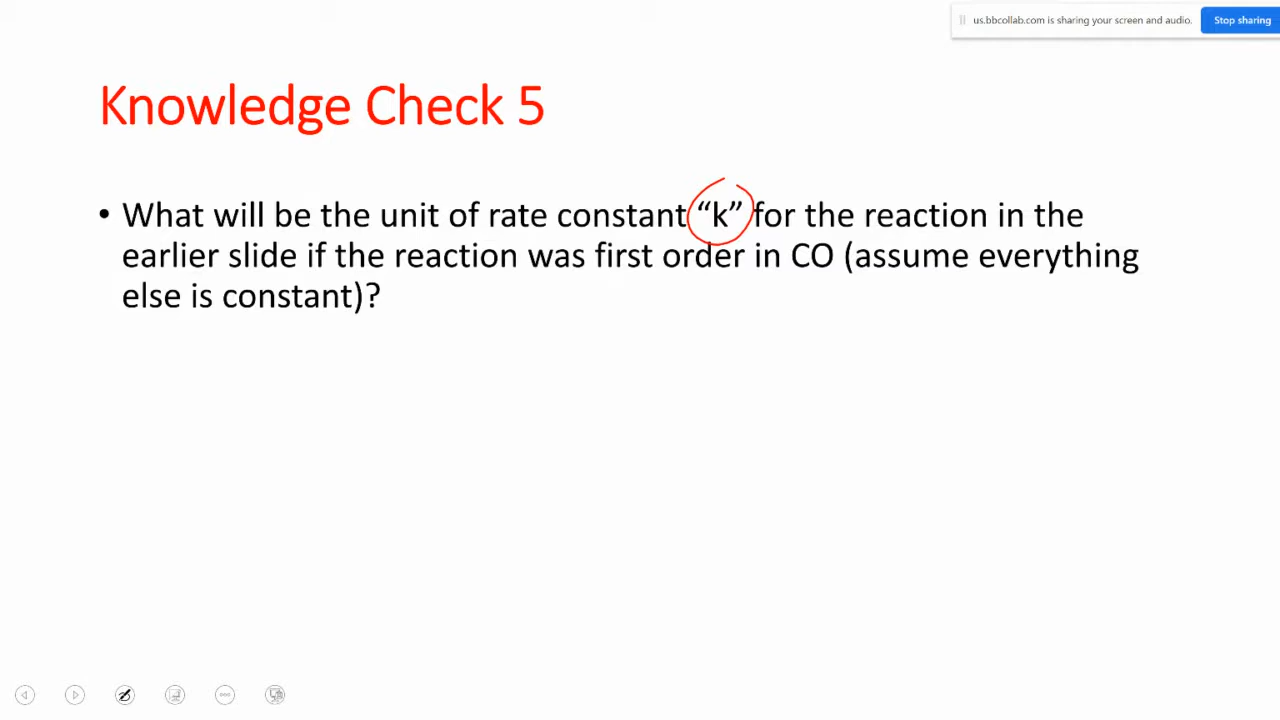 us.bbcollab.com is sharing your screen and audio.
Stop sharing
Knowledge Check 5
• What will be the unit of rate constant “k” for the reaction in the
earlier slide if the reaction was first order in CO (assume everything
else is constant)?